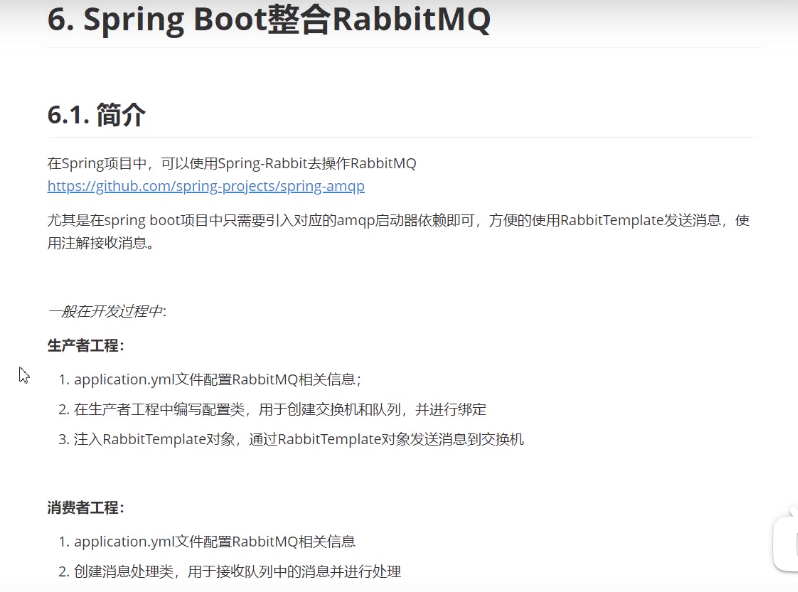 6. Spring Boot整合RabbitMQ
6.1. 简介
在Spring项目中，可以使用Spring-Rabbit去操作RabbitMQ
https://github.com/spring-projects/spring-amqp
尤其是在spring boot项目中只需要引入对应的amqp启动器依赖即可，方便的使用RabbitTemplate发送消息，使
用注解接收消息。
一般在开发过程中：
生产者工程：
1. application.yml文件配置RabbitMQ相关信息；
2. 在生产者工程中编写配置类，用于创建交换机和队列，并进行绑定
3. 注入RabbitTemplate对象，通过RabbitTemplate对象发送消息到交换机
消费者工程：
1. application.yml文件配置RabbitMQ相关信息
2. 创建消息处理类，用于接收队列中的消息并进行处理